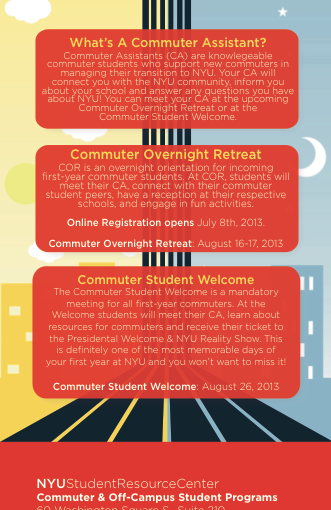 What's A Commuter Assistant?
Commuter Assistants (CA) are knowlegeable
commuter students who support new commuters in
managing their transition to NYU. Your CA will
connect you with the NYU community, inform you
about your school and answer any questions you have
about NYU! You can meet your CA at the upcoming
Commuter Overnight Retreat or at the
Commuter Student Welcome.
Commuter Overnight Retreat
COR is an overnight orientation for incoming
first-year commuter students. At COR, students will
meet their CA, connect with their commuter
student peers, have a reception at their respective
schools, and engage in fun activities.
Online Registration opens July 8th, 2013.
Commuter Overnight Retreat: August 16-17, 2013
Commuter Student Welcome
The Commuter Student Welcome is a mandatory
meeting for all first-year commuters. At the
Welcome students will meet their CA, learn about
resources for commuters and receive their ticket to
the Presidental Welcome & NYU Reality Show. This
is definitely one of the most memorable days of
your first year at NYU and you won't want to miss it!
Commuter Student Welcome: August 26, 2013
NYUStudentResourceCenter
Commuter & Off-Campus Student Programs
60 Washington Square S., Suite 210